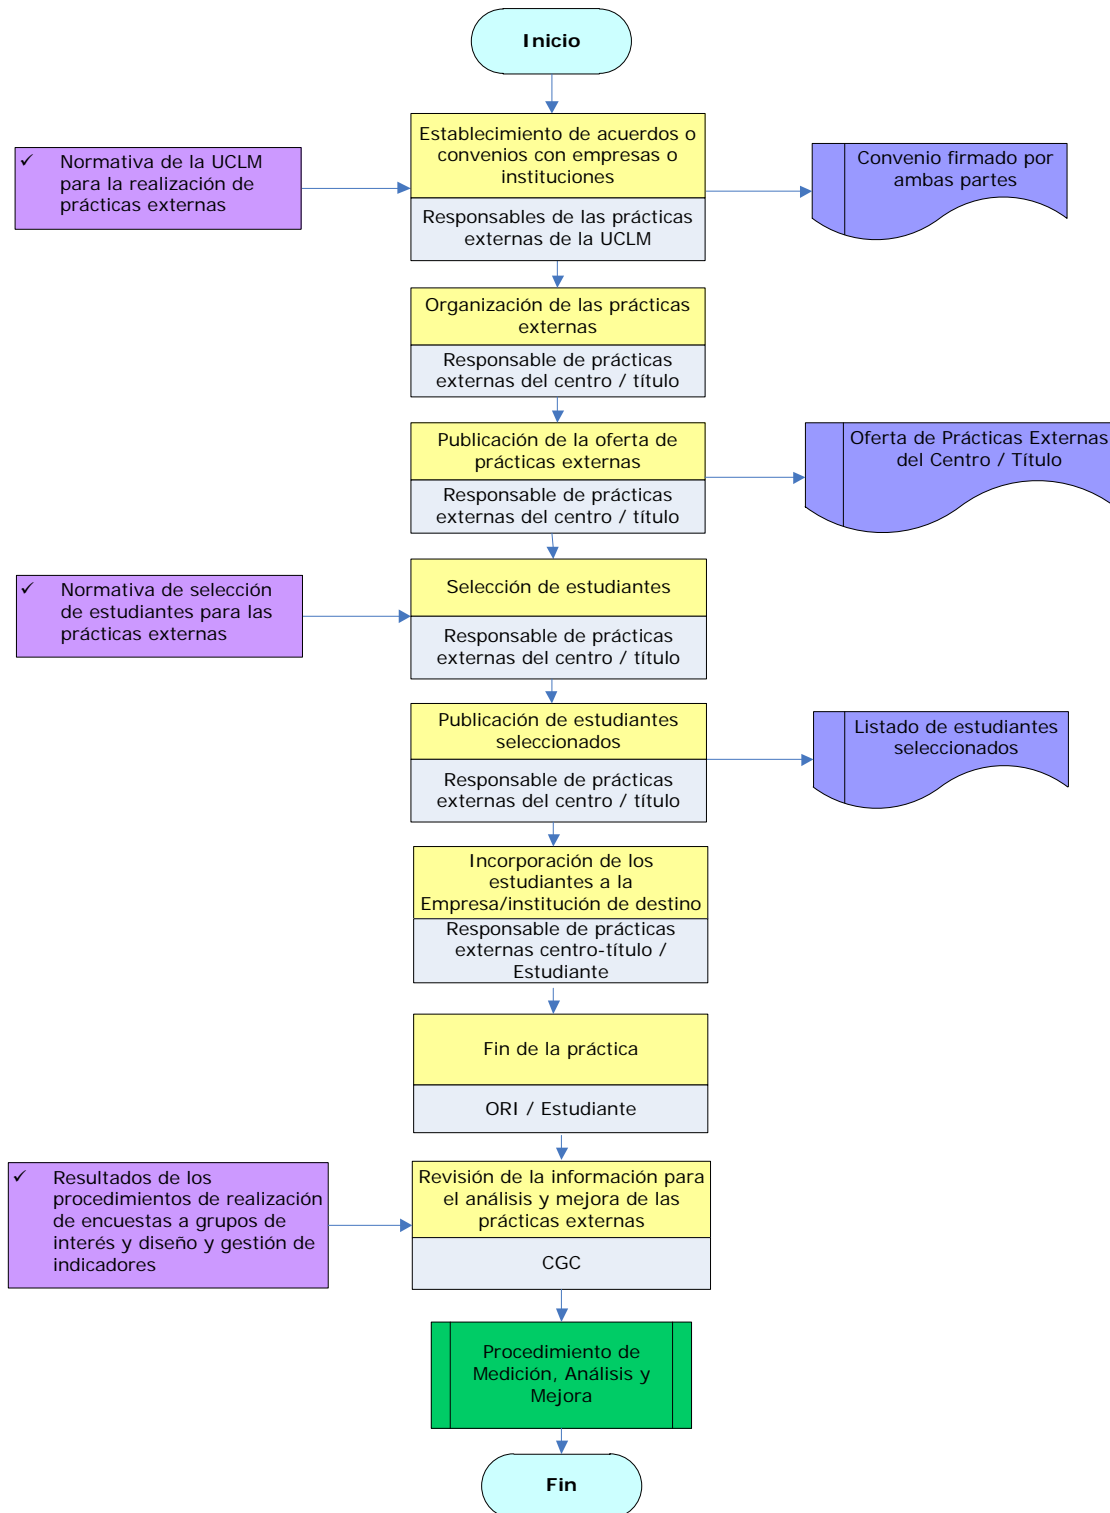 Inicio
Establecimiento de acuerdos o
convenios con empresas o
instituciones
Responsables de las prácticas
externas de la UCLM
✓ Normativa de la UCLM
para la realización de
prácticas externas
Convenio firmado por
ambas partes
Organización de las prácticas
externas
Responsable de prácticas
externas del centro / título
Publicación de la oferta de
prácticas externas
Responsable de prácticas
externas del centro / título
Oferta de Prácticas Externas
del Centro / Título
Selección de estudiantes
Responsable de prácticas
externas del centro / título
✓ Normativa de selección
de estudiantes para las
prácticas externas
Publicación de estudiantes
seleccionados
Responsable de prácticas
externas del centro / título
Listado de estudiantes
seleccionados
Incorporación de los
estudiantes a la
Empresa/institución de destino
Responsable de prácticas
externas centro-título /
Estudiante
Fin de la práctica
ORI / Estudiante
Revisión de la información para
el análisis y mejora de las
prácticas externas
CGC
✓ Resultados de los
procedimientos de realización
de encuestas a grupos de
interés y diseño y gestión de
indicadores
Procedimiento de
Medición, Análisis y
Mejora
Fin